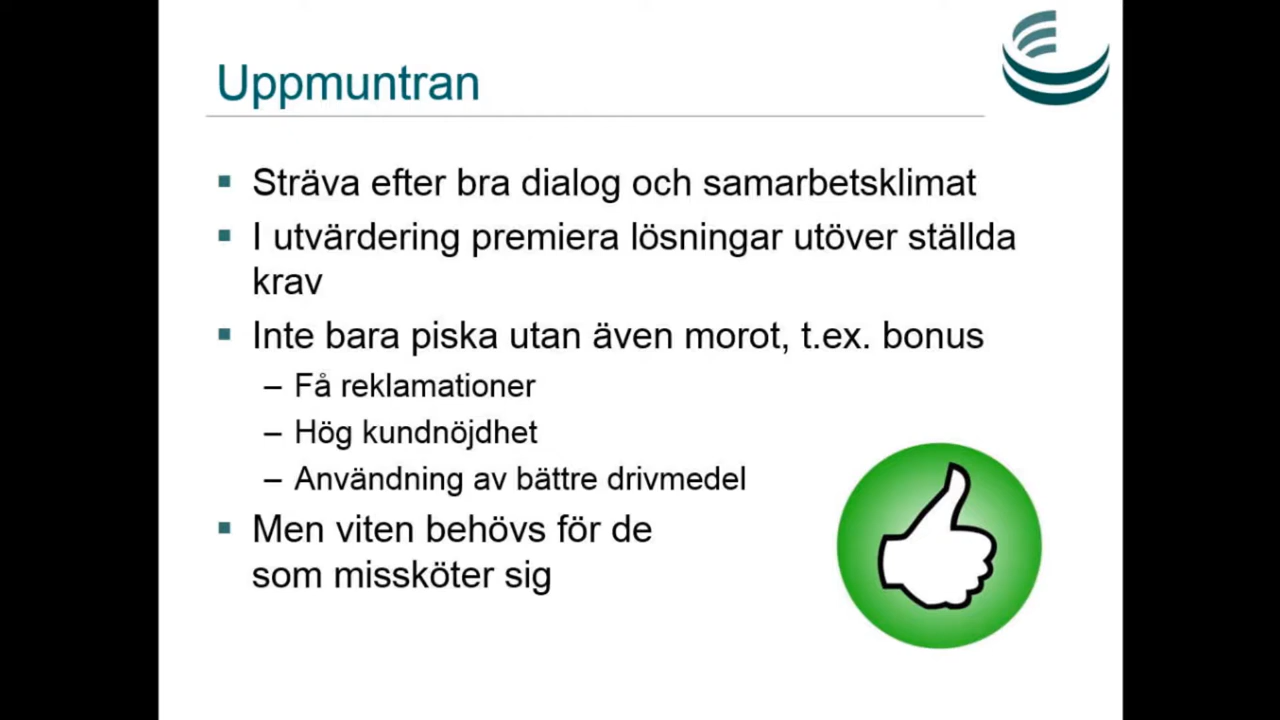 Uppmuntran
▪ Sträva efter bra dialog och samarbetsklimat
▪ I utvärdering premiera lösningar utöver ställda
krav
▪ Inte bara piska utan även morot, t.ex. bonus
– Få reklamationer
– Hög kundnöjdhet
– Användning av bättre drivmedel
▪ Men viten behövs för de
som missköter sig